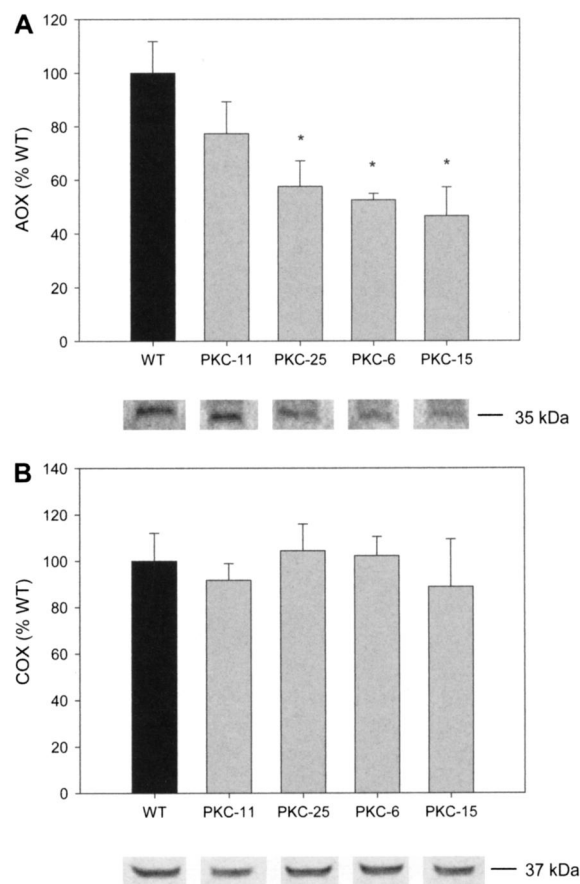 A
120
100
80
60
40
20
0
AOX (% WT)
* * *
WT PKC-11 PKC-25 PKC-6 PKC-15
35 kDa
B
140
120
100
80
60
40
20
0
COX (% WT)
WT PKC-11 PKC-25 PKC-6 PKC-15
37 kDa